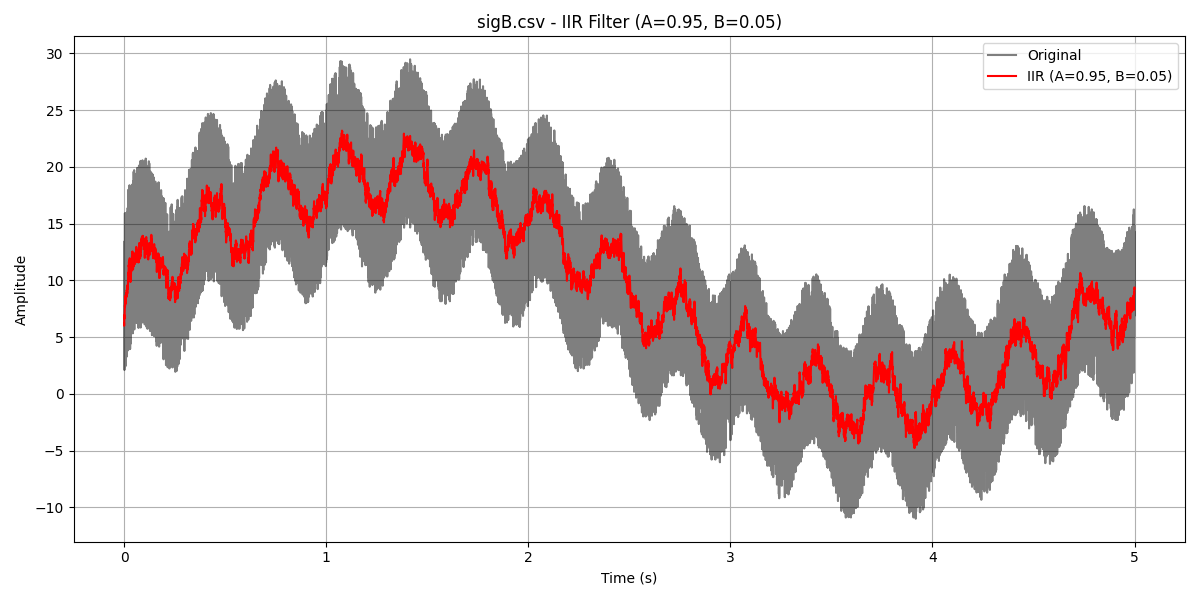 sigB.csv - IIR Filter (A=0.95, B=0.05)
Original
IIR (A=0.95, B=0.05)
Amplitude
30
25
20
15
10
5
0
−5
−10
0 1 2 3 4 5
Time (s)